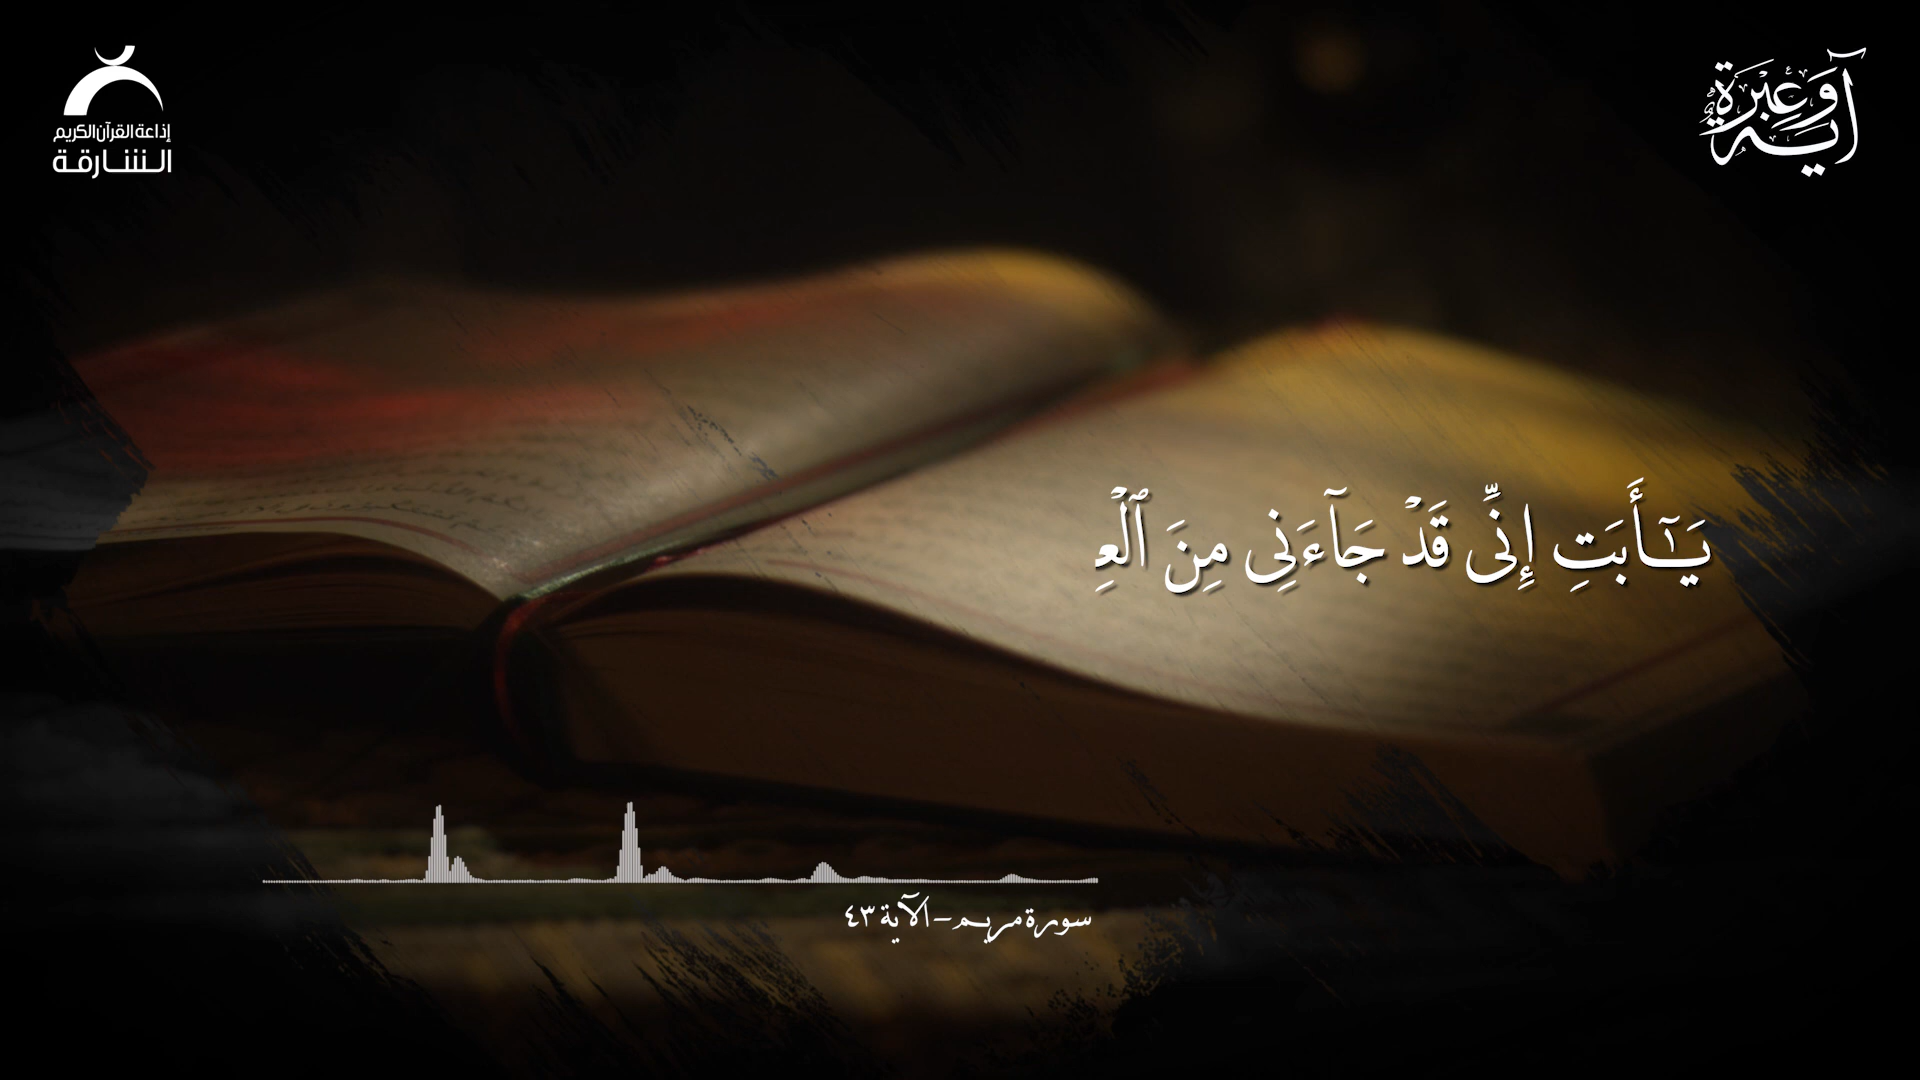 آية وعبرة
إذاعة القرآن الكريم
الشارقة
يَـٰٓأَبَتِ إِنِّى قَدْ جَآءَنِى مِنَ ٱلْعِ
سورة مريم - الآية ٤٣